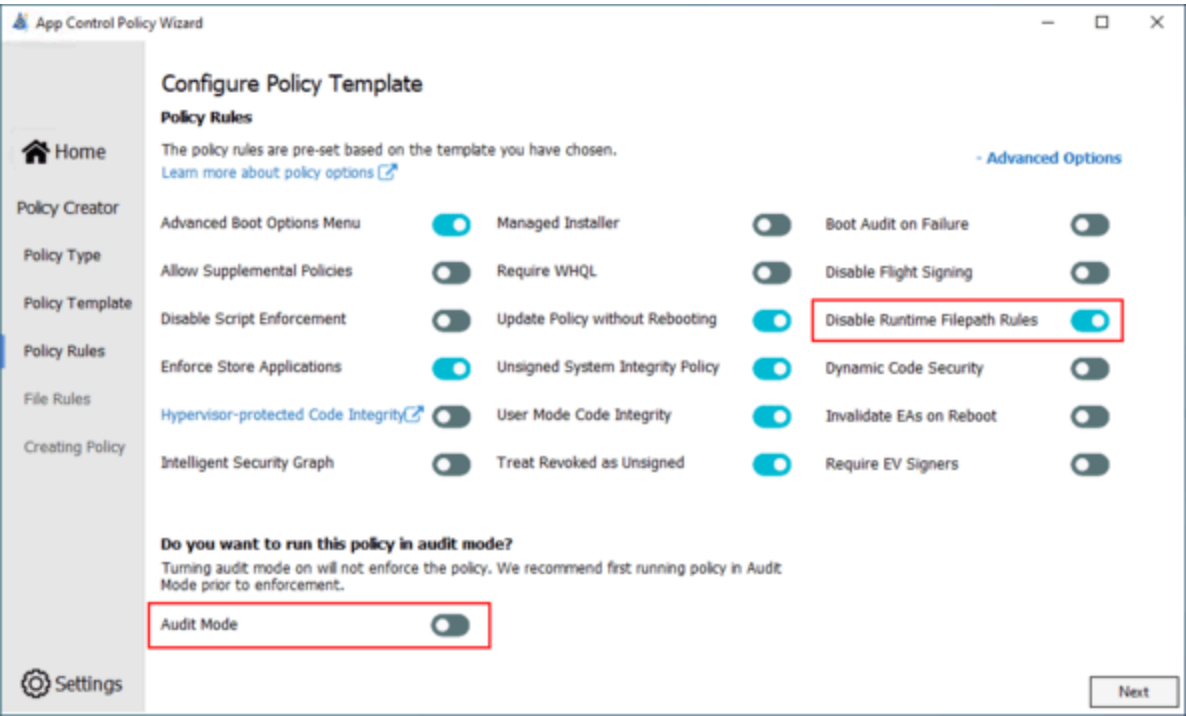 App Control Policy Wizard
Configure Policy Template
Policy Rules
The policy rules are pre-set based on the template you have chosen.
Learn more about policy options
- Advanced Options
Home
Policy Creator
Policy Type
Policy Template
Policy Rules
File Rules
Creating Policy
Settings
Advanced Boot Options Menu
Managed Installer
Boot Audit on Failure
Allow Supplemental Policies
Require WHQL
Disable Flight Signing
Disable Script Enforcement
Update Policy without Rebooting
Disable Runtime Filepath Rules
Enforce Store Applications
Unsigned System Integrity Policy
Dynamic Code Security
Hypervisor-protected Code Integrity
User Mode Code Integrity
Invalidate EAs on Reboot
Intelligent Security Graph
Treat Revoked as Unsigned
Require EV Signers
Do you want to run this policy in audit mode?
Turning audit mode on will not enforce the policy. We recommend first running policy in Audit
Mode prior to enforcement.
Audit Mode
Next